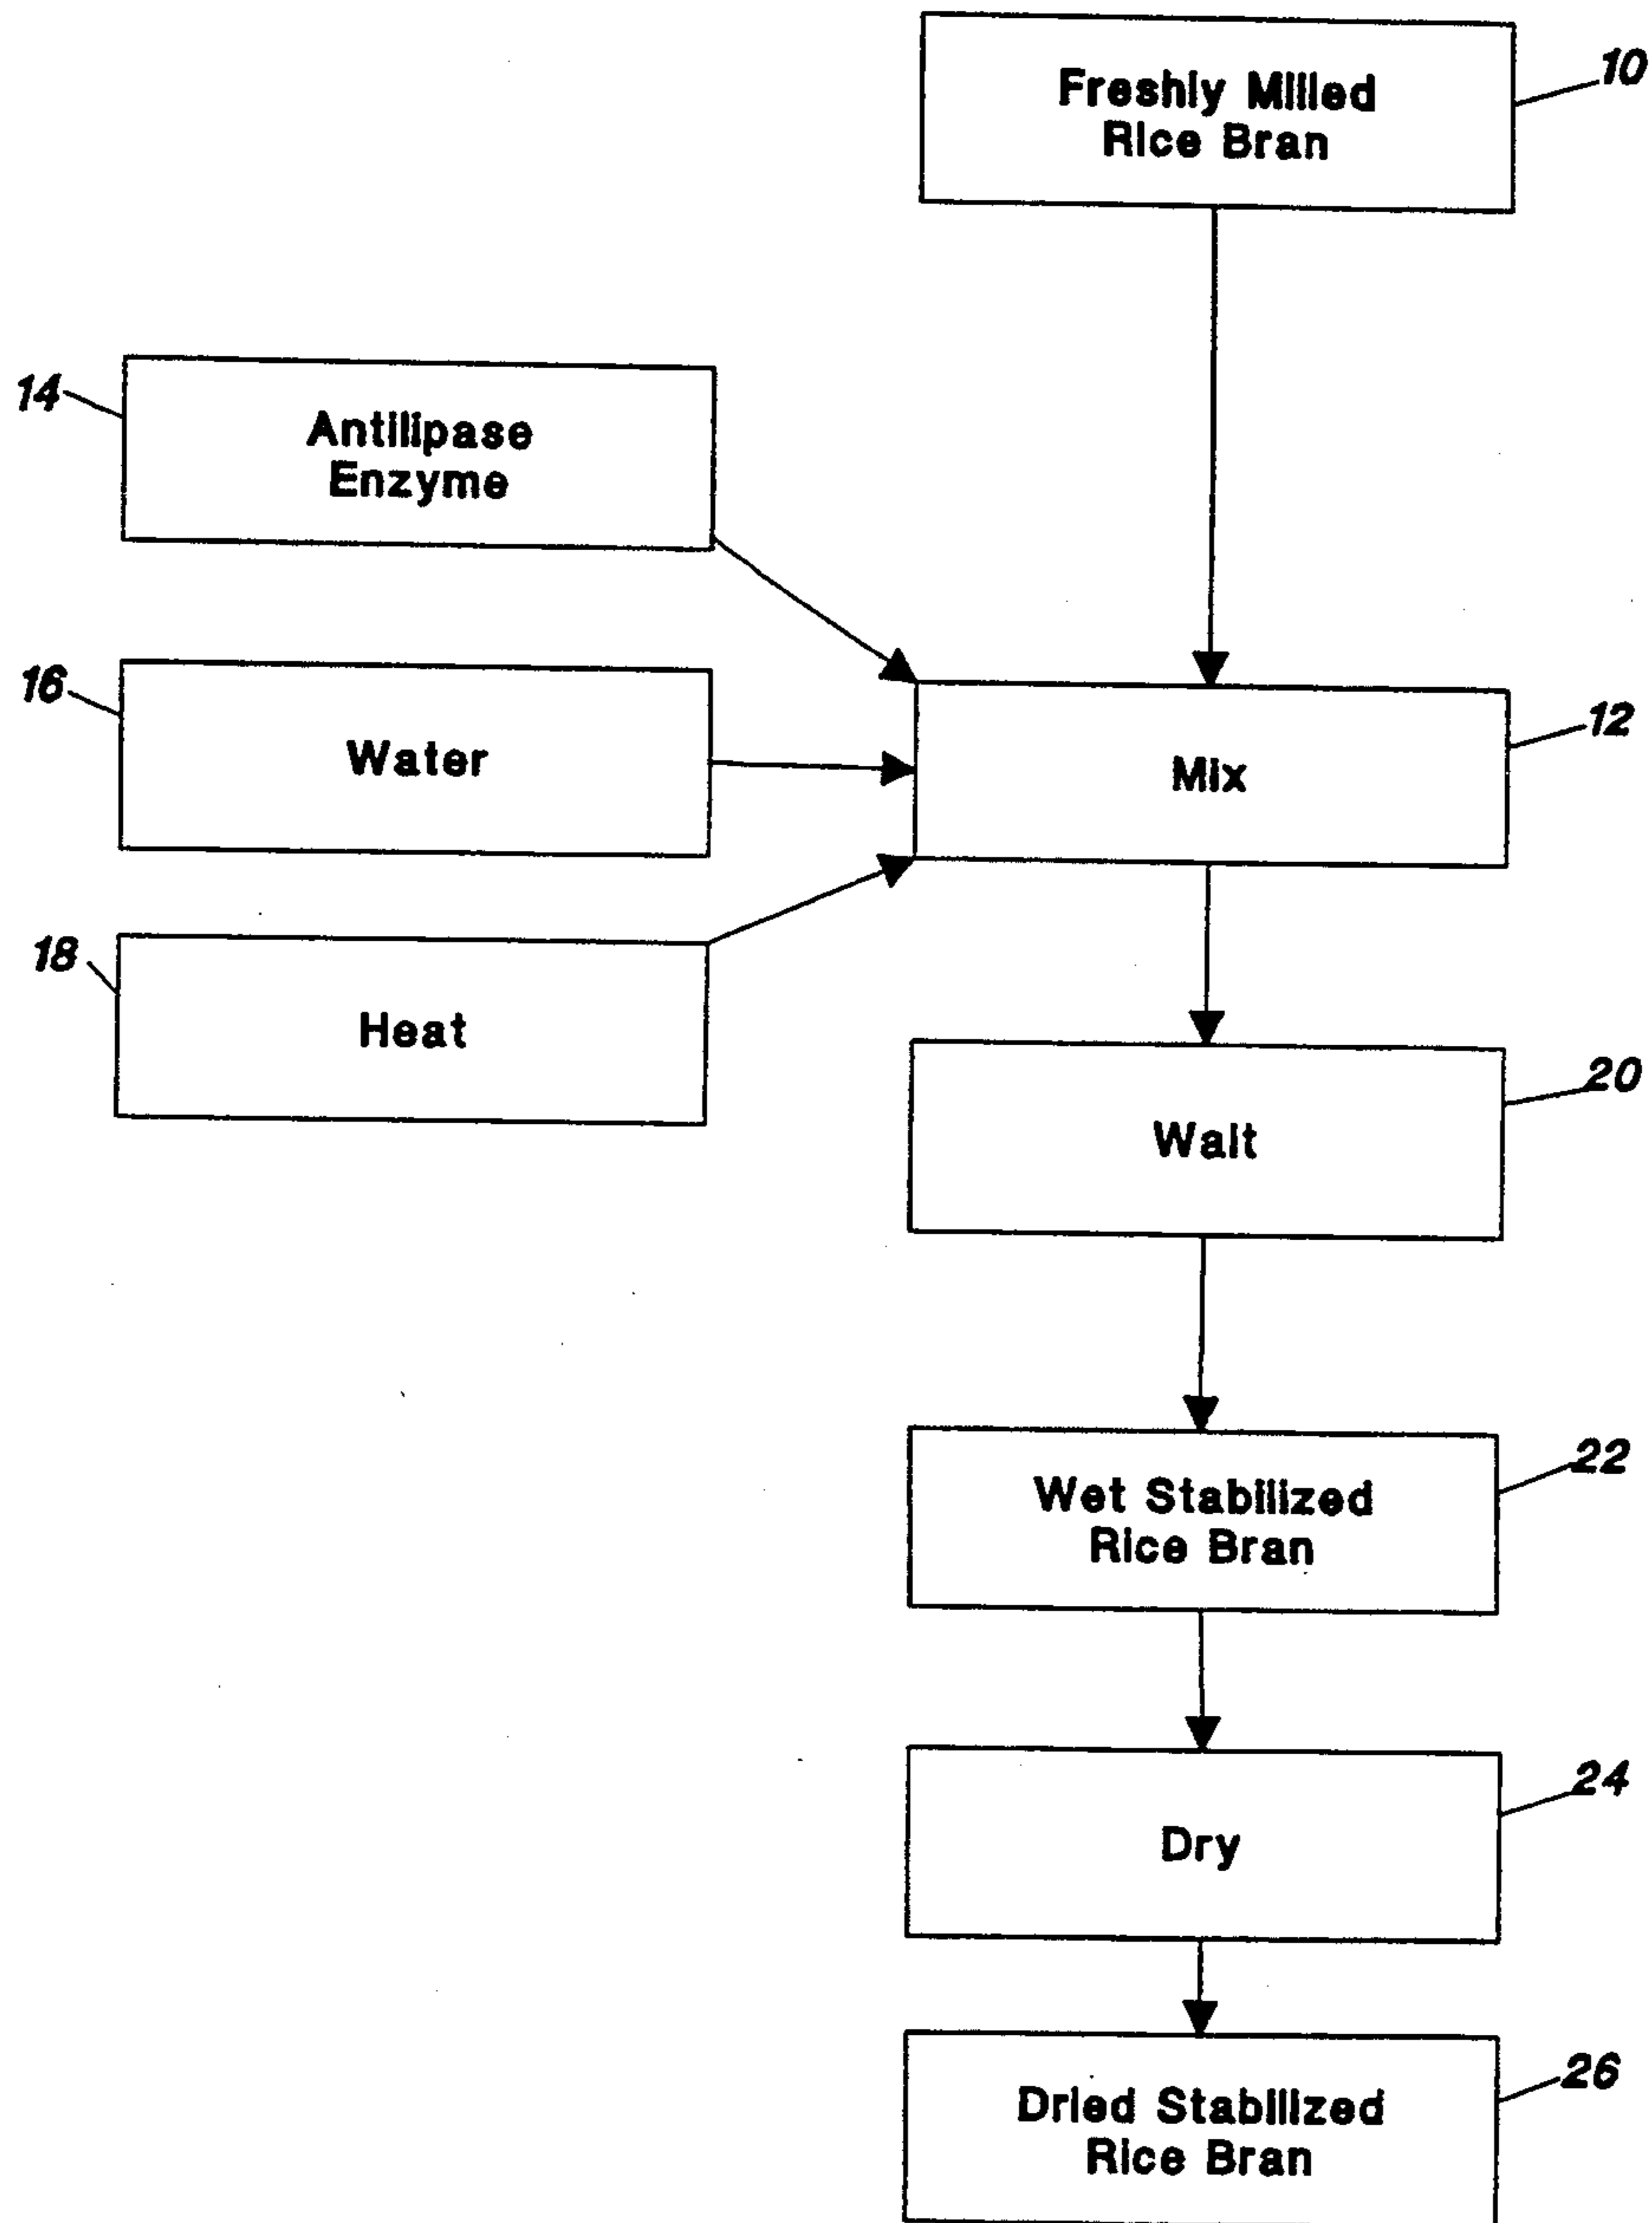 Freshly Milled
Rice Bran
10
14
Antilipase
Enzyme
16
Water
12
Mix
18
Heat
20
Wait
22
Wet Stabilized
Rice Bran
24
Dry
26
Dried Stabilized
Rice Bran